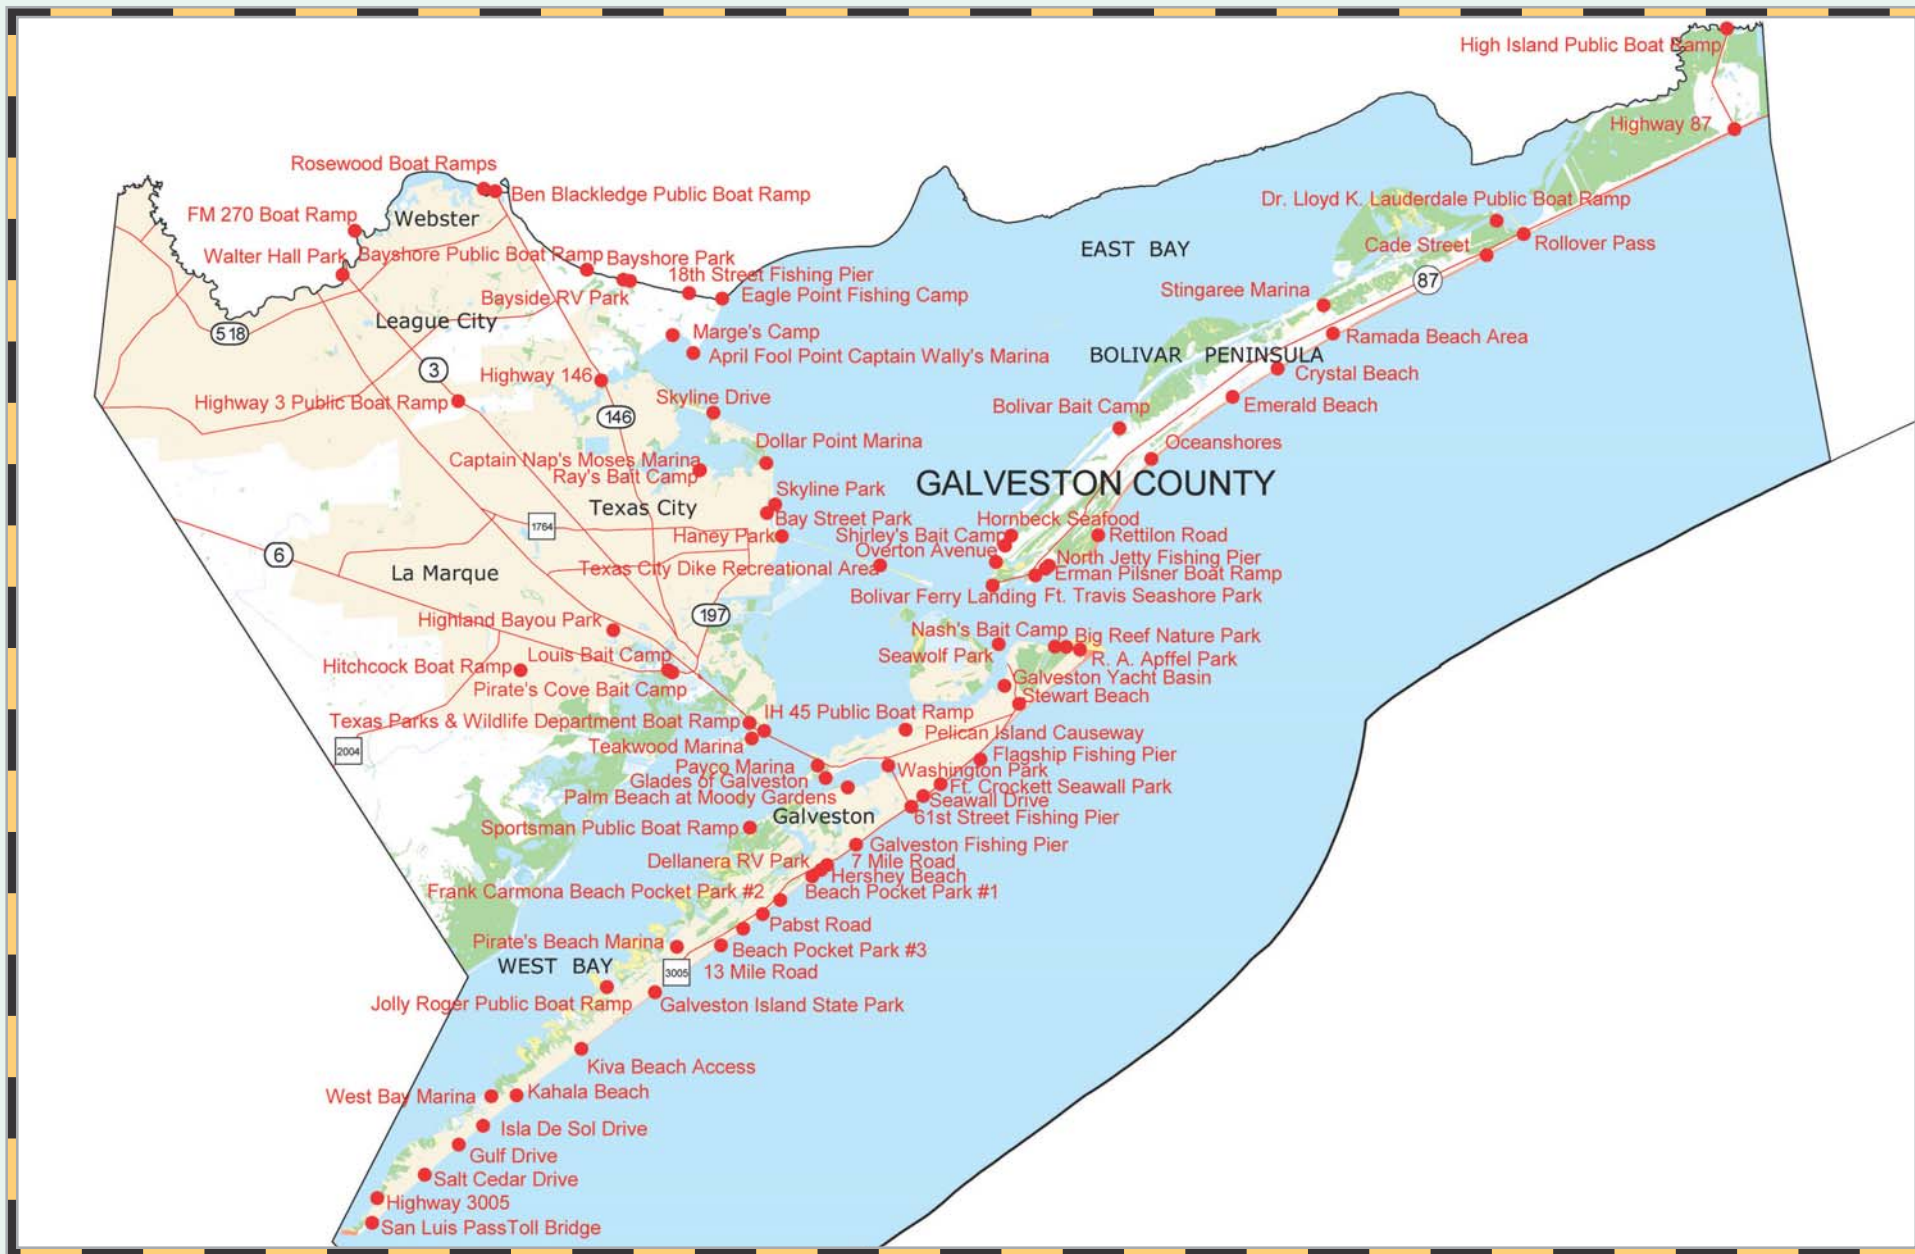 High Island Public Boat Ramp
Highway 87
Rosewood Boat Ramps
Ben Blackledge Public Boat Ramp
Dr. Lloyd K. Lauderdale Public Boat Ramp
FM 270 Boat Ramp
Webster
Rollover Pass
Cade Street
EAST BAY
Walter Hall Park
Bayshore Public Boat Ramp
Bayshore Park
18th Street Fishing Pier
87
Stingaree Marina
Bayside RV Park
Eagle Point Fishing Camp
League City
518
Marge's Camp
Ramada Beach Area
April Fool Point Captain Wally's Marina
BOLIVAR PENINSULA
3
Highway 146
Crystal Beach
Skyline Drive
Highway 3 Public Boat Ramp
Emerald Beach
Bolivar Bait Camp
146
Dollar Point Marina
Oceanshores
Captain Nap's Moses Marina
Ray's Bait Camp
GALVESTON COUNTY
Skyline Park
Texas City
Bay Street Park
Hornbeck Seafood
1764
Haney Park
Shirley's Bait Camp
Rettilon Road
Overton Avenue
6
North Jetty Fishing Pier
Texas City Dike Recreational Area
Erman Pilsner Boat Ramp
La Marque
Bolivar Ferry Landing
Ft. Travis Seashore Park
197
Highland Bayou Park
Nash's Bait Camp
Big Reef Nature Park
Louis Bait Camp
Seawolf Park
R. A. Apffel Park
Hitchcock Boat Ramp
Galveston Yacht Basin
Pirate's Cove Bait Camp
Stewart Beach
IH 45 Public Boat Ramp
Texas Parks & Wildlife Department Boat Ramp
Pelican Island Causeway
Teakwood Marina
2004
Flagship Fishing Pier
Payco Marina
Washington Park
Glades of Galveston
Ft. Crockett Seawall Park
Palm Beach at Moody Gardens
Seawall Drive
Galveston
61st Street Fishing Pier
Sportsman Public Boat Ramp
Galveston Fishing Pier
Dellanera RV Park
7 Mile Road
Hershey Beach
Frank Carmona Beach Pocket Park #2
Beach Pocket Park #1
Pabst Road
Pirate's Beach Marina
Beach Pocket Park #3
WEST BAY
3005
13 Mile Road
Jolly Roger Public Boat Ramp
Galveston Island State Park
Kiva Beach Access
West Bay Marina
Kahala Beach
Isla De Sol Drive
Gulf Drive
Salt Cedar Drive
Highway 3005
San Luis PassToll Bridge